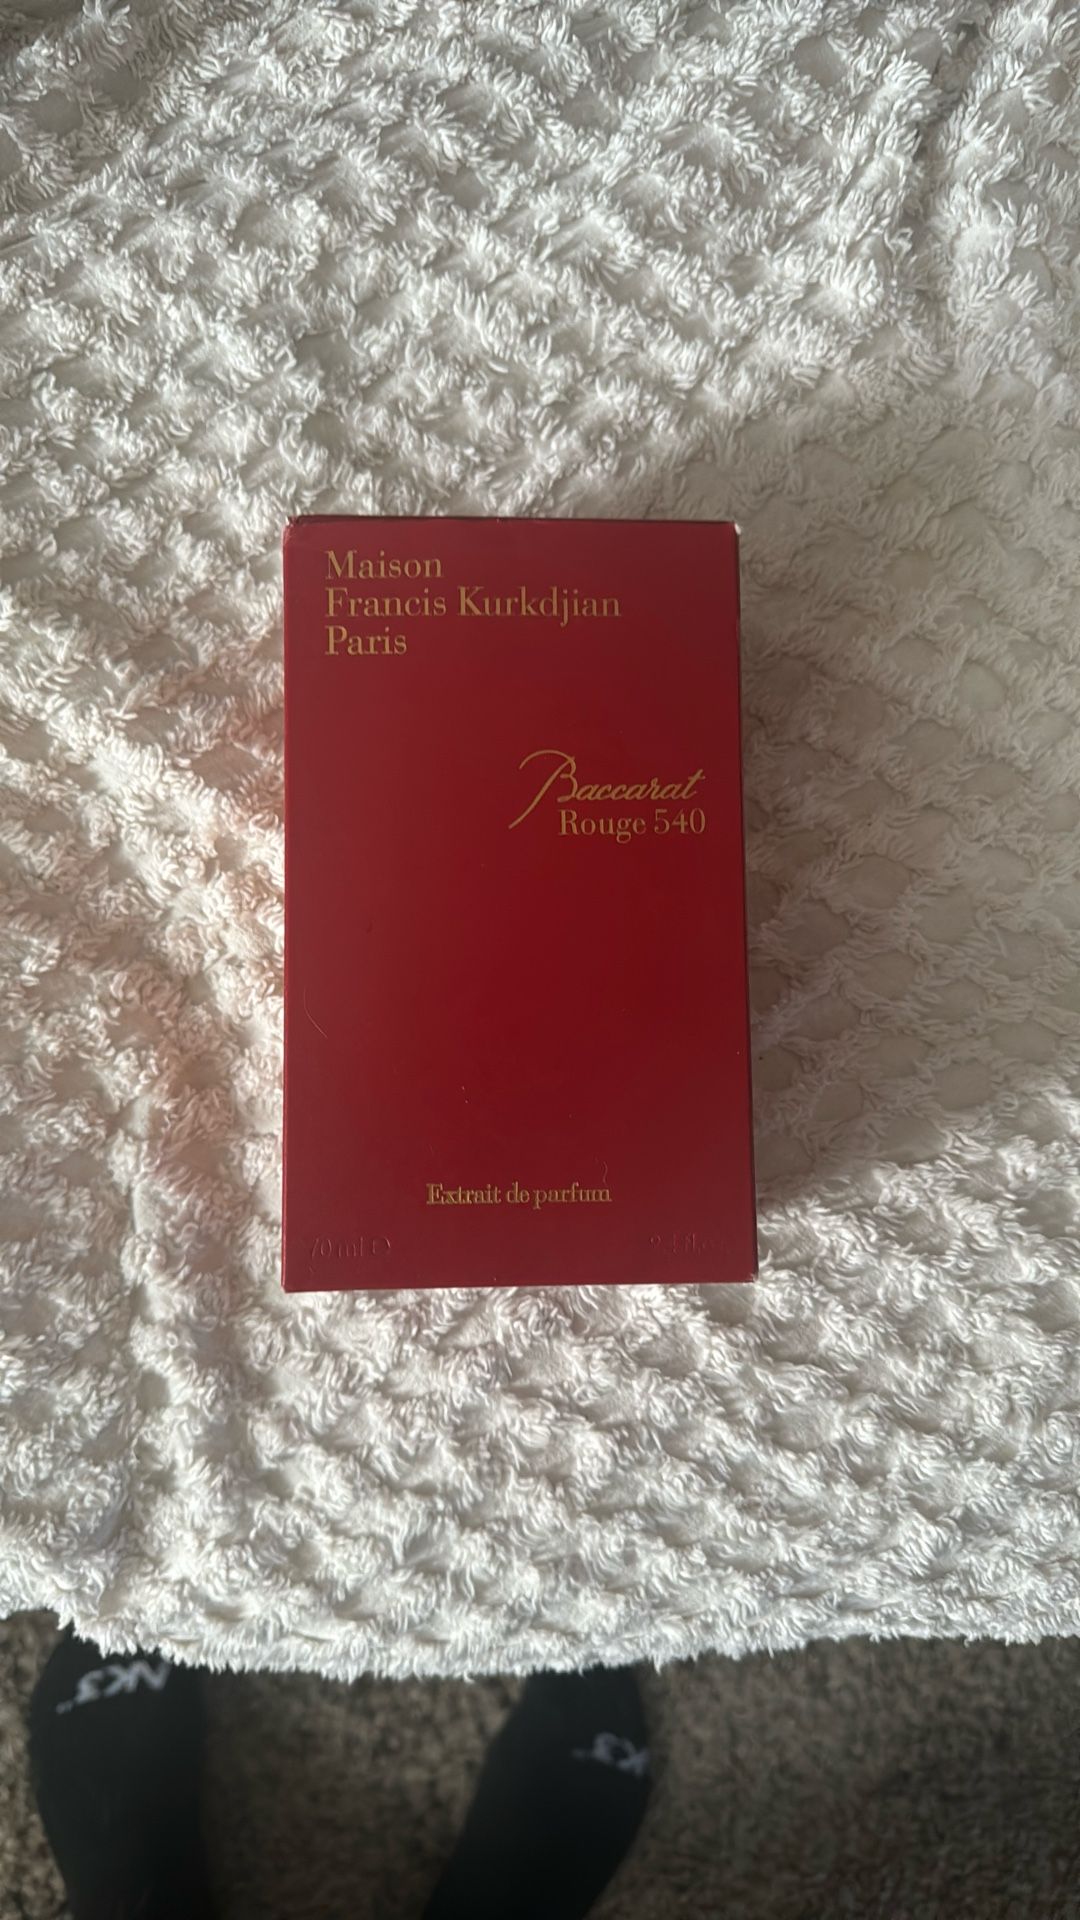 Maison
Francis Kurkdjian
Paris
Baccarat
Rouge 540
Extrait de parfum
70 ml ℮